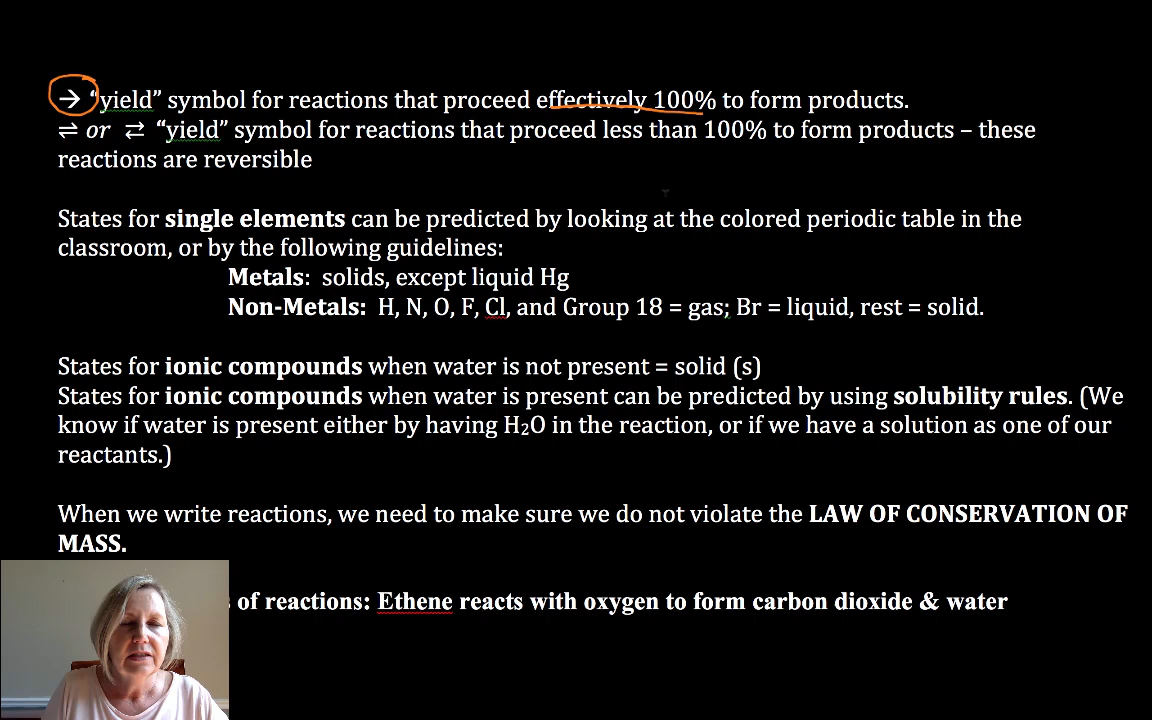 → “yield” symbol for reactions that proceed effectively 100% to form products.
⇌ or ⇄ “yield” symbol for reactions that proceed less than 100% to form products – these
reactions are reversible
States for single elements can be predicted by looking at the colored periodic table in the
classroom, or by the following guidelines:
Metals: solids, except liquid Hg
Non-Metals: H, N, O, F, Cl, and Group 18 = gas; Br = liquid, rest = solid.
States for ionic compounds when water is not present = solid (s)
States for ionic compounds when water is present can be predicted by using solubility rules. (We
know if water is present either by having H₂O in the reaction, or if we have a solution as one of our
reactants.)
When we write reactions, we need to make sure we do not violate the LAW OF CONSERVATION OF
MASS.
of reactions: Ethene reacts with oxygen to form carbon dioxide & water